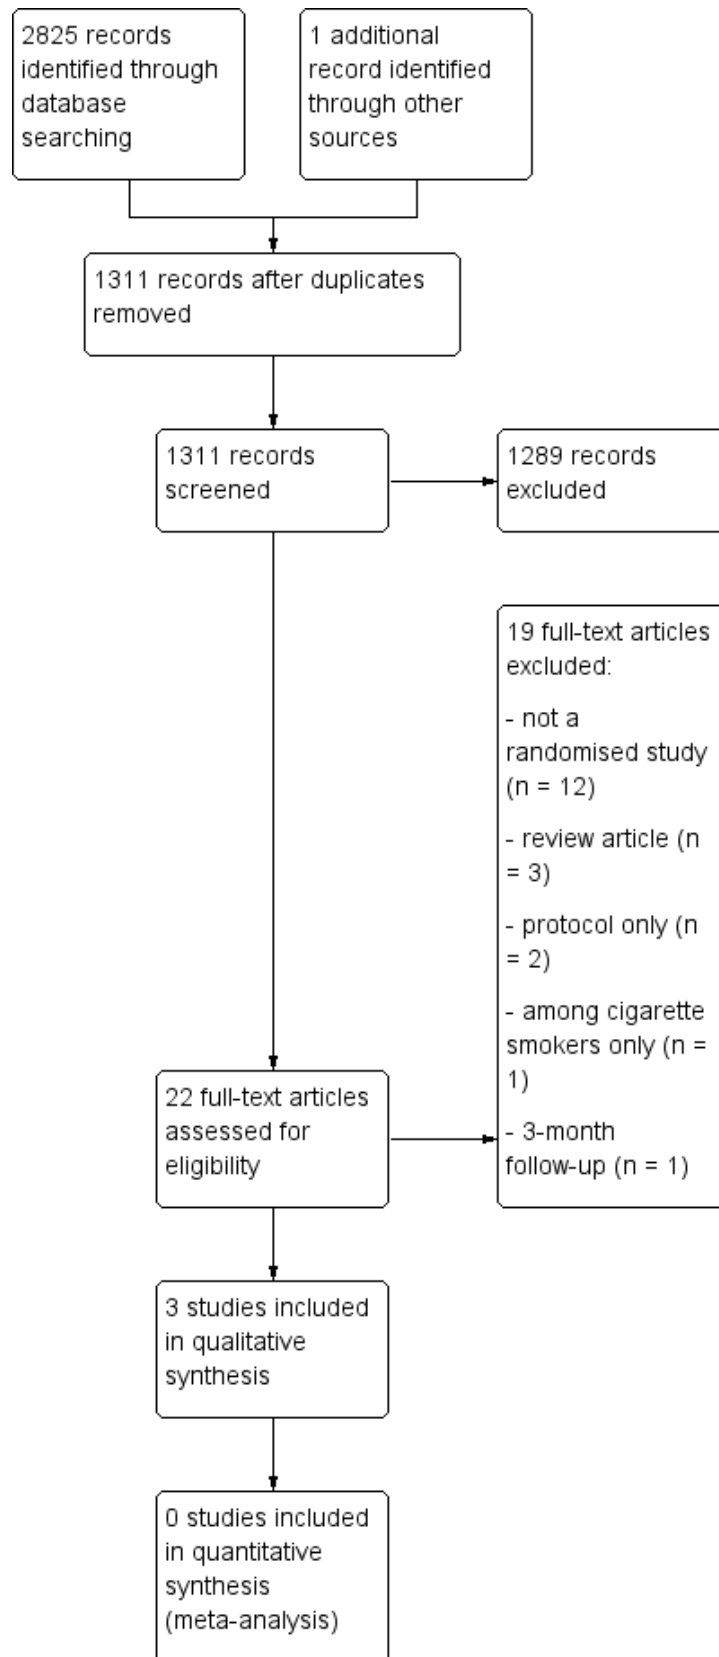 2825 records
identified through
database
searching
1 additional
record identified
through other
sources
1311 records after duplicates
removed
1311 records
screened
1289 records
excluded
19 full-text articles
excluded:
- not a
randomised study
(n = 12)
- review article (n
= 3)
- protocol only (n
= 2)
- among cigarette
smokers only (n =
1)
- 3-month
follow-up (n = 1)
22 full-text articles
assessed for
eligibility
3 studies included
in qualitative
synthesis
0 studies included
in quantitative
synthesis
(meta-analysis)